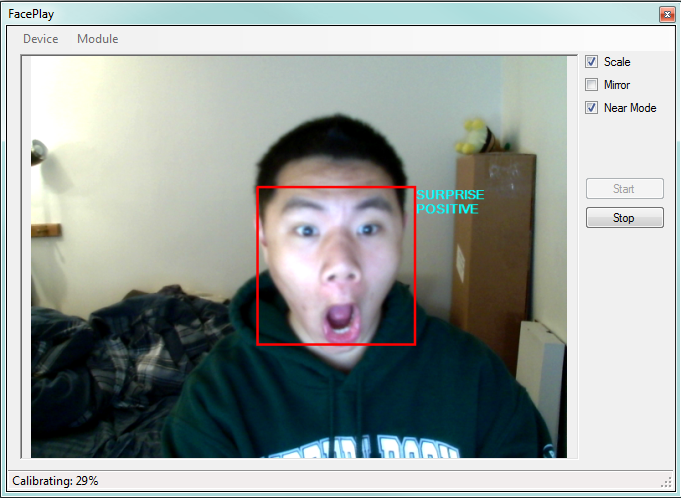 FacePlay
Device Module
Scale
Mirror
Near Mode
SURPRISE
POSITIVE
Start
Stop
Calibrating: 29%